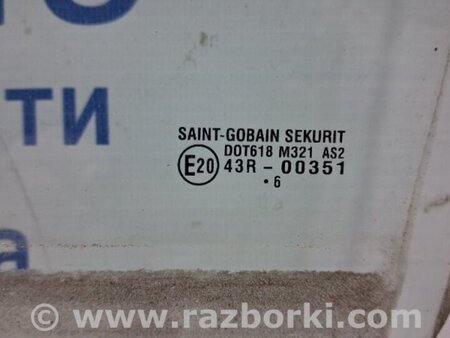 ТИ
SAINT-GOBAIN SEKURIT
DOT618 M321 AS2
E20 43R - 00351
.6
www.razborki.com